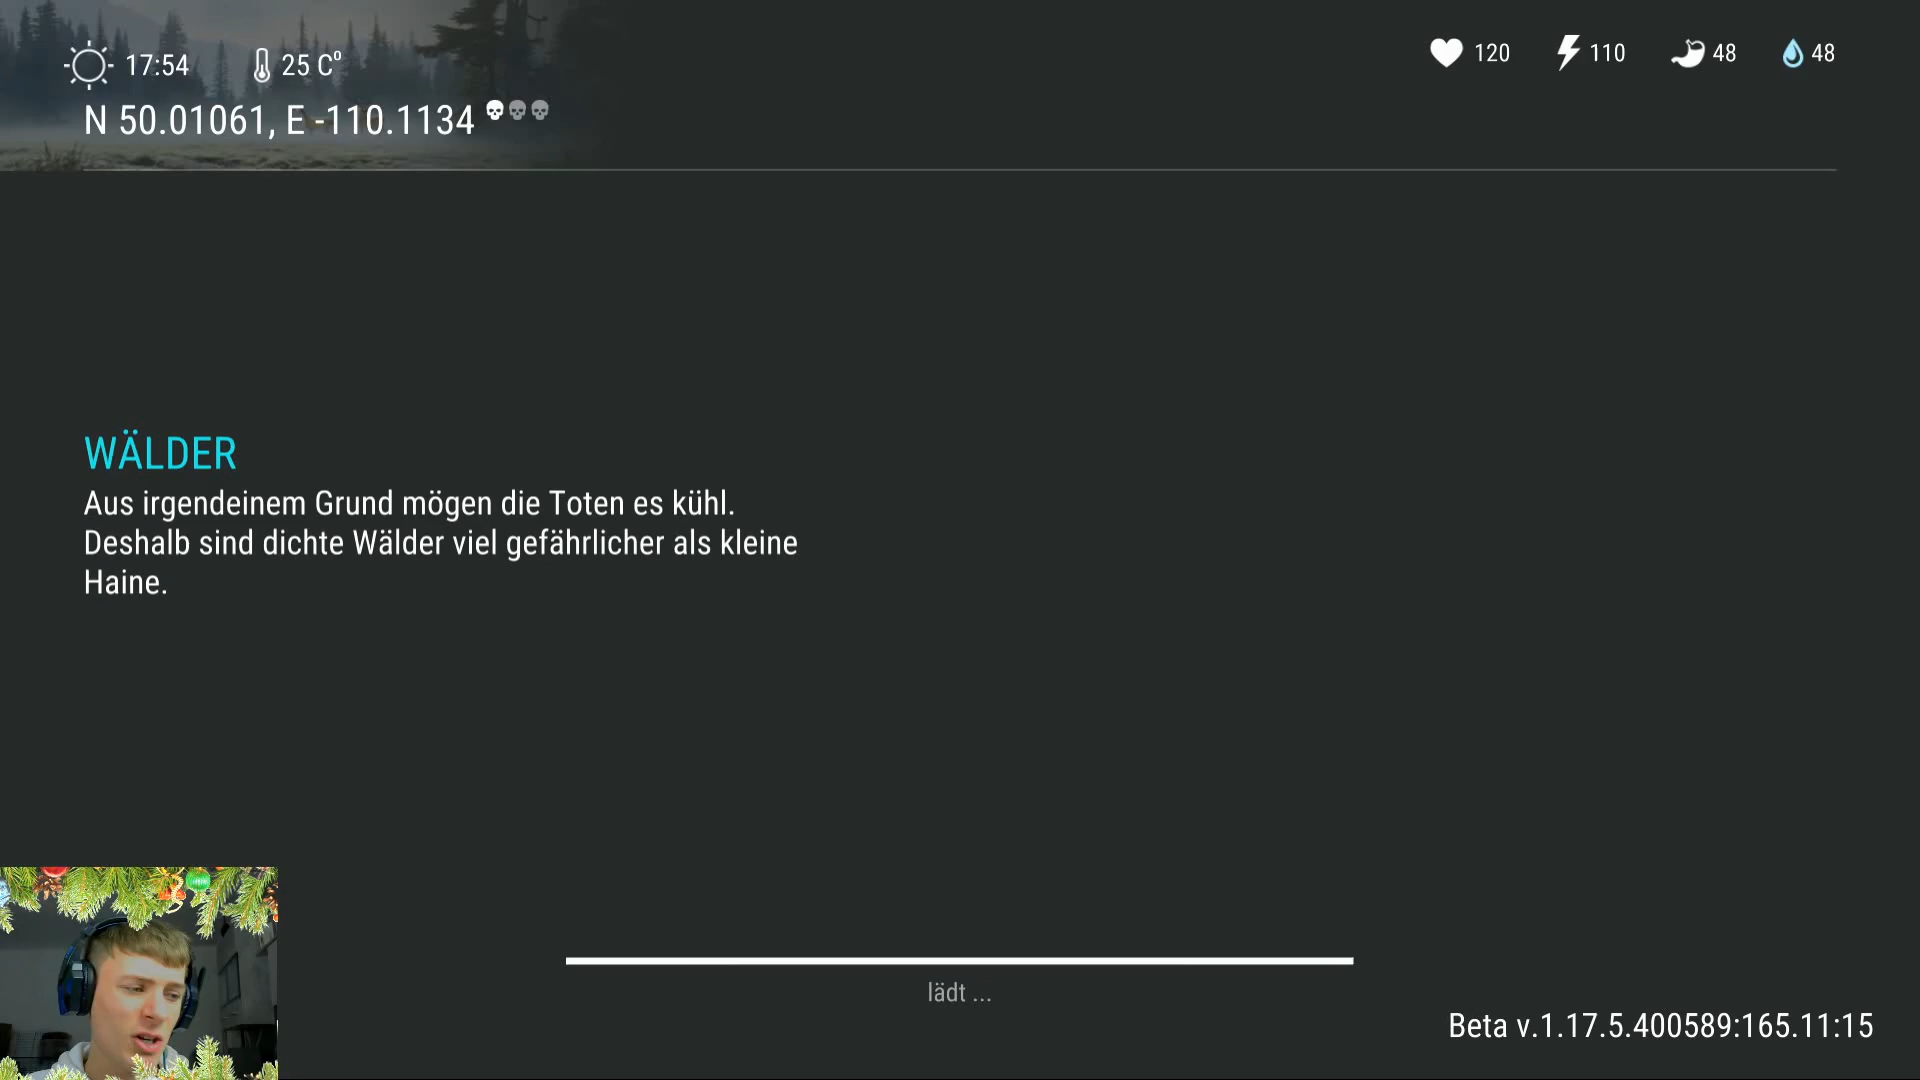 17:54 25 Cº
120 110 48 48
N 50.01061, E -110.1134
WÄLDER
Aus irgendeinem Grund mögen die Toten es kühl.
Deshalb sind dichte Wälder viel gefährlicher als kleine
Haine.
lädt ...
Beta v.1.17.5.400589:165.11:15